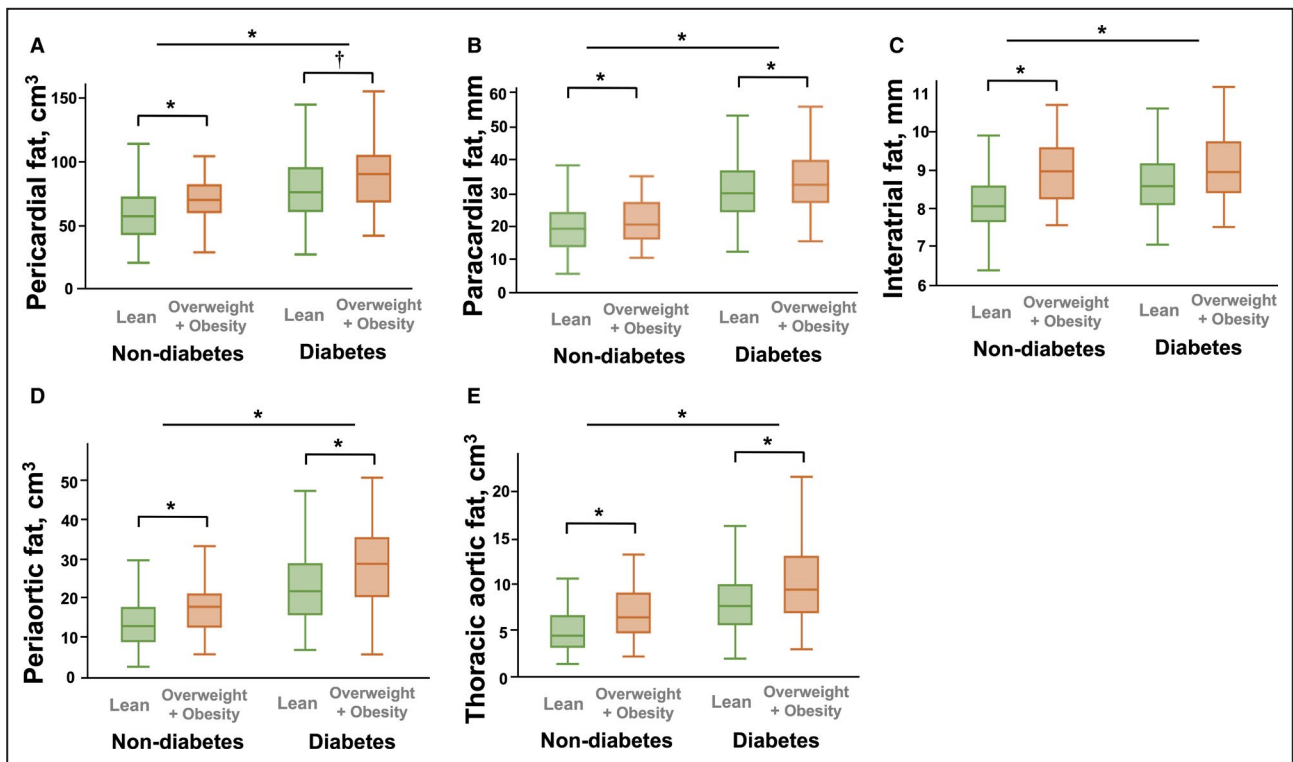 A
*
*
†
Pericardial fat, cm³
150
100
50
0
Lean
Overweight
+ Obesity
Lean
Overweight
+ Obesity
Non-diabetes
Diabetes
B
*
*
*
Paracardial fat, mm
60
50
40
30
20
10
0
Lean
Overweight
+ Obesity
Lean
Overweight
+ Obesity
Non-diabetes
Diabetes
C
*
*
Interatrial fat, mm
11
10
9
8
7
6
Lean
Overweight
+ Obesity
Lean
Overweight
+ Obesity
Non-diabetes
Diabetes
D
*
*
*
Periaortic fat, cm³
50
40
30
20
10
0
Lean
Overweight
+ Obesity
Lean
Overweight
+ Obesity
Non-diabetes
Diabetes
E
*
*
*
Thoracic aortic fat, cm³
20
15
10
5
0
Lean
Overweight
+ Obesity
Lean
Overweight
+ Obesity
Non-diabetes
Diabetes